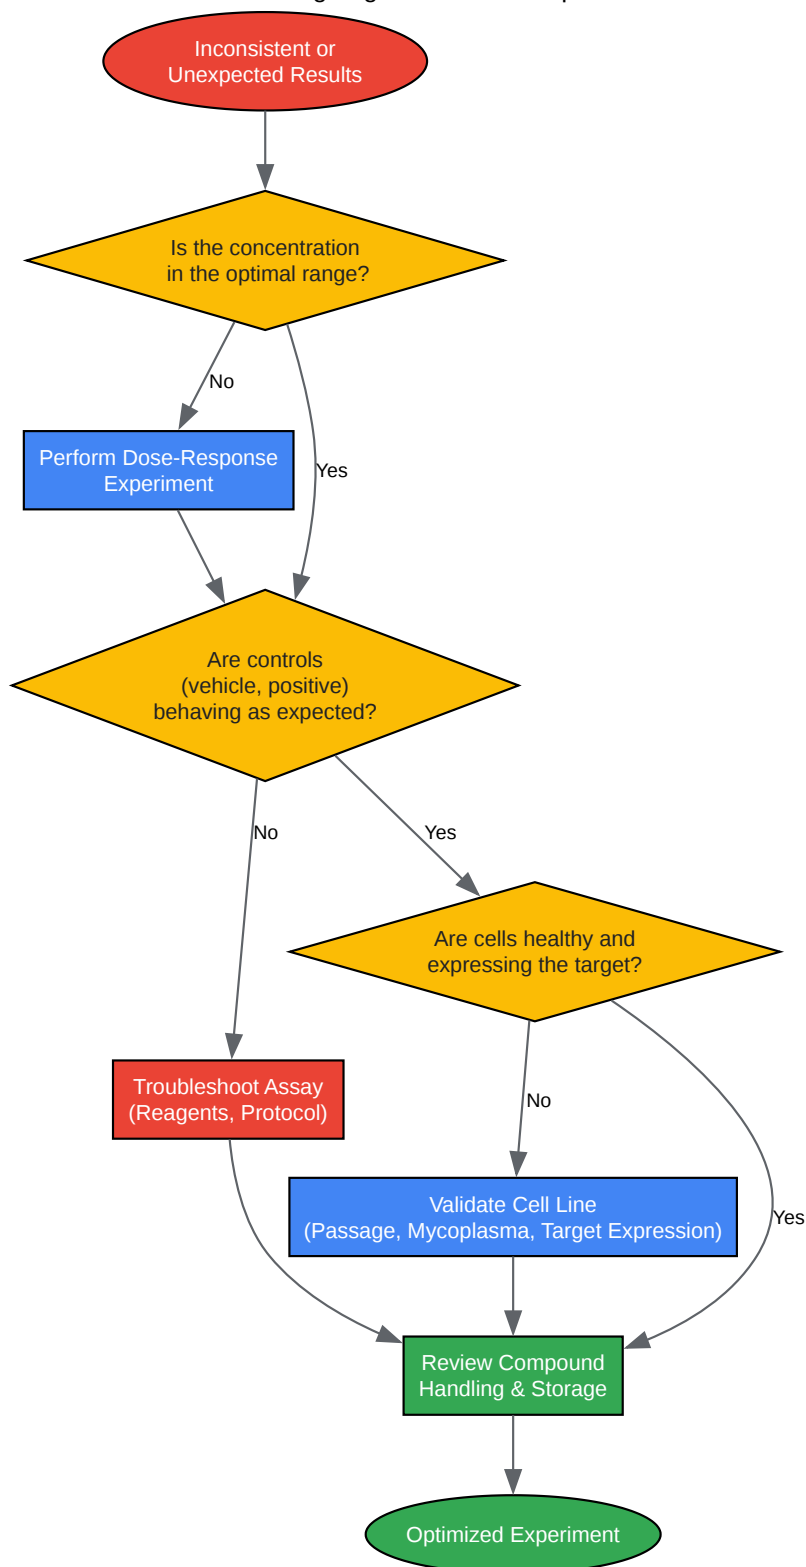 Inconsistent or
Unexpected Results
Is the concentration
in the optimal range?
No
Yes
Perform Dose-Response
Experiment
Are controls
(vehicle, positive)
behaving as expected?
No
Yes
Are cells healthy and
expressing the target?
Troubleshoot Assay
(Reagents, Protocol)
No
Yes
Validate Cell Line
(Passage, Mycoplasma, Target Expression)
Review Compound
Handling & Storage
Optimized Experiment